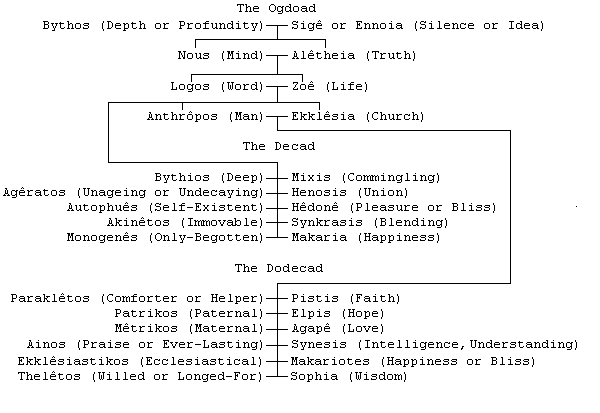 The Ogdoad
Bythos (Depth or Profundity) Sigê or Ennoia (Silence or Idea)
Nous (Mind) Alêtheia (Truth)
Logos (Word) Zoê (Life)
Anthrôpos (Man) Ekklêsia (Church)
The Decad
Bythios (Deep) Mixis (Commingling)
Agêratos (Unageing or Undecaying) Henosis (Union)
Autophuês (Self-Existent) Hêdonê (Pleasure or Bliss)
Akinêtos (Immovable) Synkrasis (Blending)
Monogenês (Only-Begotten) Makaria (Happiness)
The Dodecad
Paraklêtos (Comforter or Helper) Pistis (Faith)
Patrikos (Paternal) Elpis (Hope)
Mêtrikos (Maternal) Agapê (Love)
Ainos (Praise or Ever-Lasting) Synesis (Intelligence, Understanding)
Ekklêsiastikos (Ecclesiastical) Makariotes (Happiness or Bliss)
Thelêtos (Willed or Longed-For) Sophia (Wisdom)